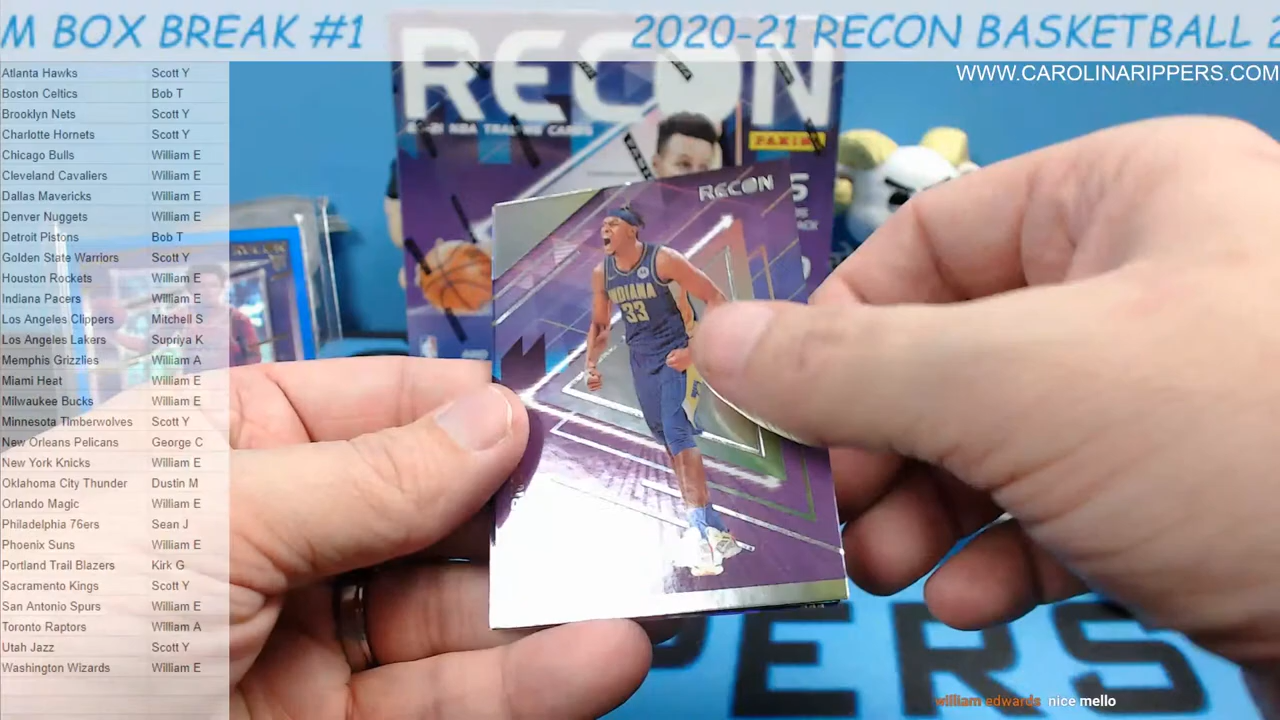 M BOX BREAK #1
2020-21 RECON BASKETBALL 2
WWW.CAROLINARIPPERS.COM
Atlanta Hawks Scott Y
Boston Celtics Bob T
Brooklyn Nets Scott Y
Charlotte Hornets Scott Y
Chicago Bulls William E
Cleveland Cavaliers William E
Dallas Mavericks William E
Denver Nuggets William E
Detroit Pistons Bob T
Golden State Warriors Scott Y
Houston Rockets William E
Indiana Pacers William E
Los Angeles Clippers Mitchell S
Los Angeles Lakers Supriya K
Memphis Grizzlies William A
Miami Heat William E
Milwaukee Bucks William E
Minnesota Timberwolves Scott Y
New Orleans Pelicans George C
New York Knicks William E
Oklahoma City Thunder Dustin M
Orlando Magic William E
Philadelphia 76ers Sean J
Phoenix Suns William E
Portland Trail Blazers Kirk G
Sacramento Kings Scott Y
San Antonio Spurs William E
Toronto Raptors William A
Utah Jazz Scott Y
Washington Wizards William E
RECON
NBA TRADING CARDS
PANINI
5
RECON
INDIANA
33
PERS
william edwards nice mello